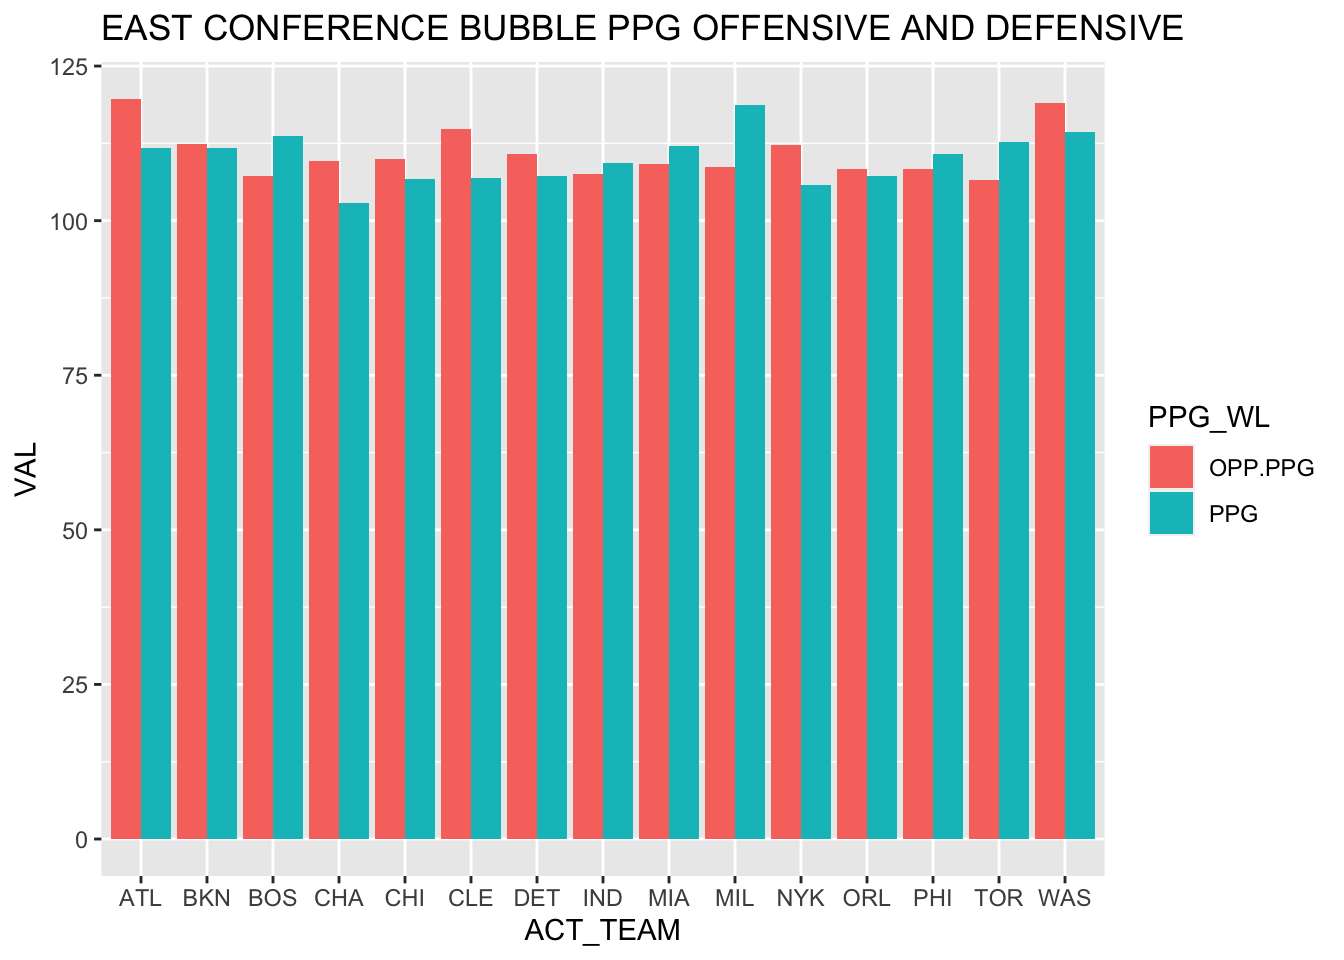 EAST CONFERENCE BUBBLE PPG OFFENSIVE AND DEFENSIVE
125
100
75
50
25
0
VAL
ATL BKN BOS CHA CHI CLE DET IND MIA MIL NYK ORL PHI TOR WAS
ACT_TEAM
PPG_WL
OPP.PPG
PPG